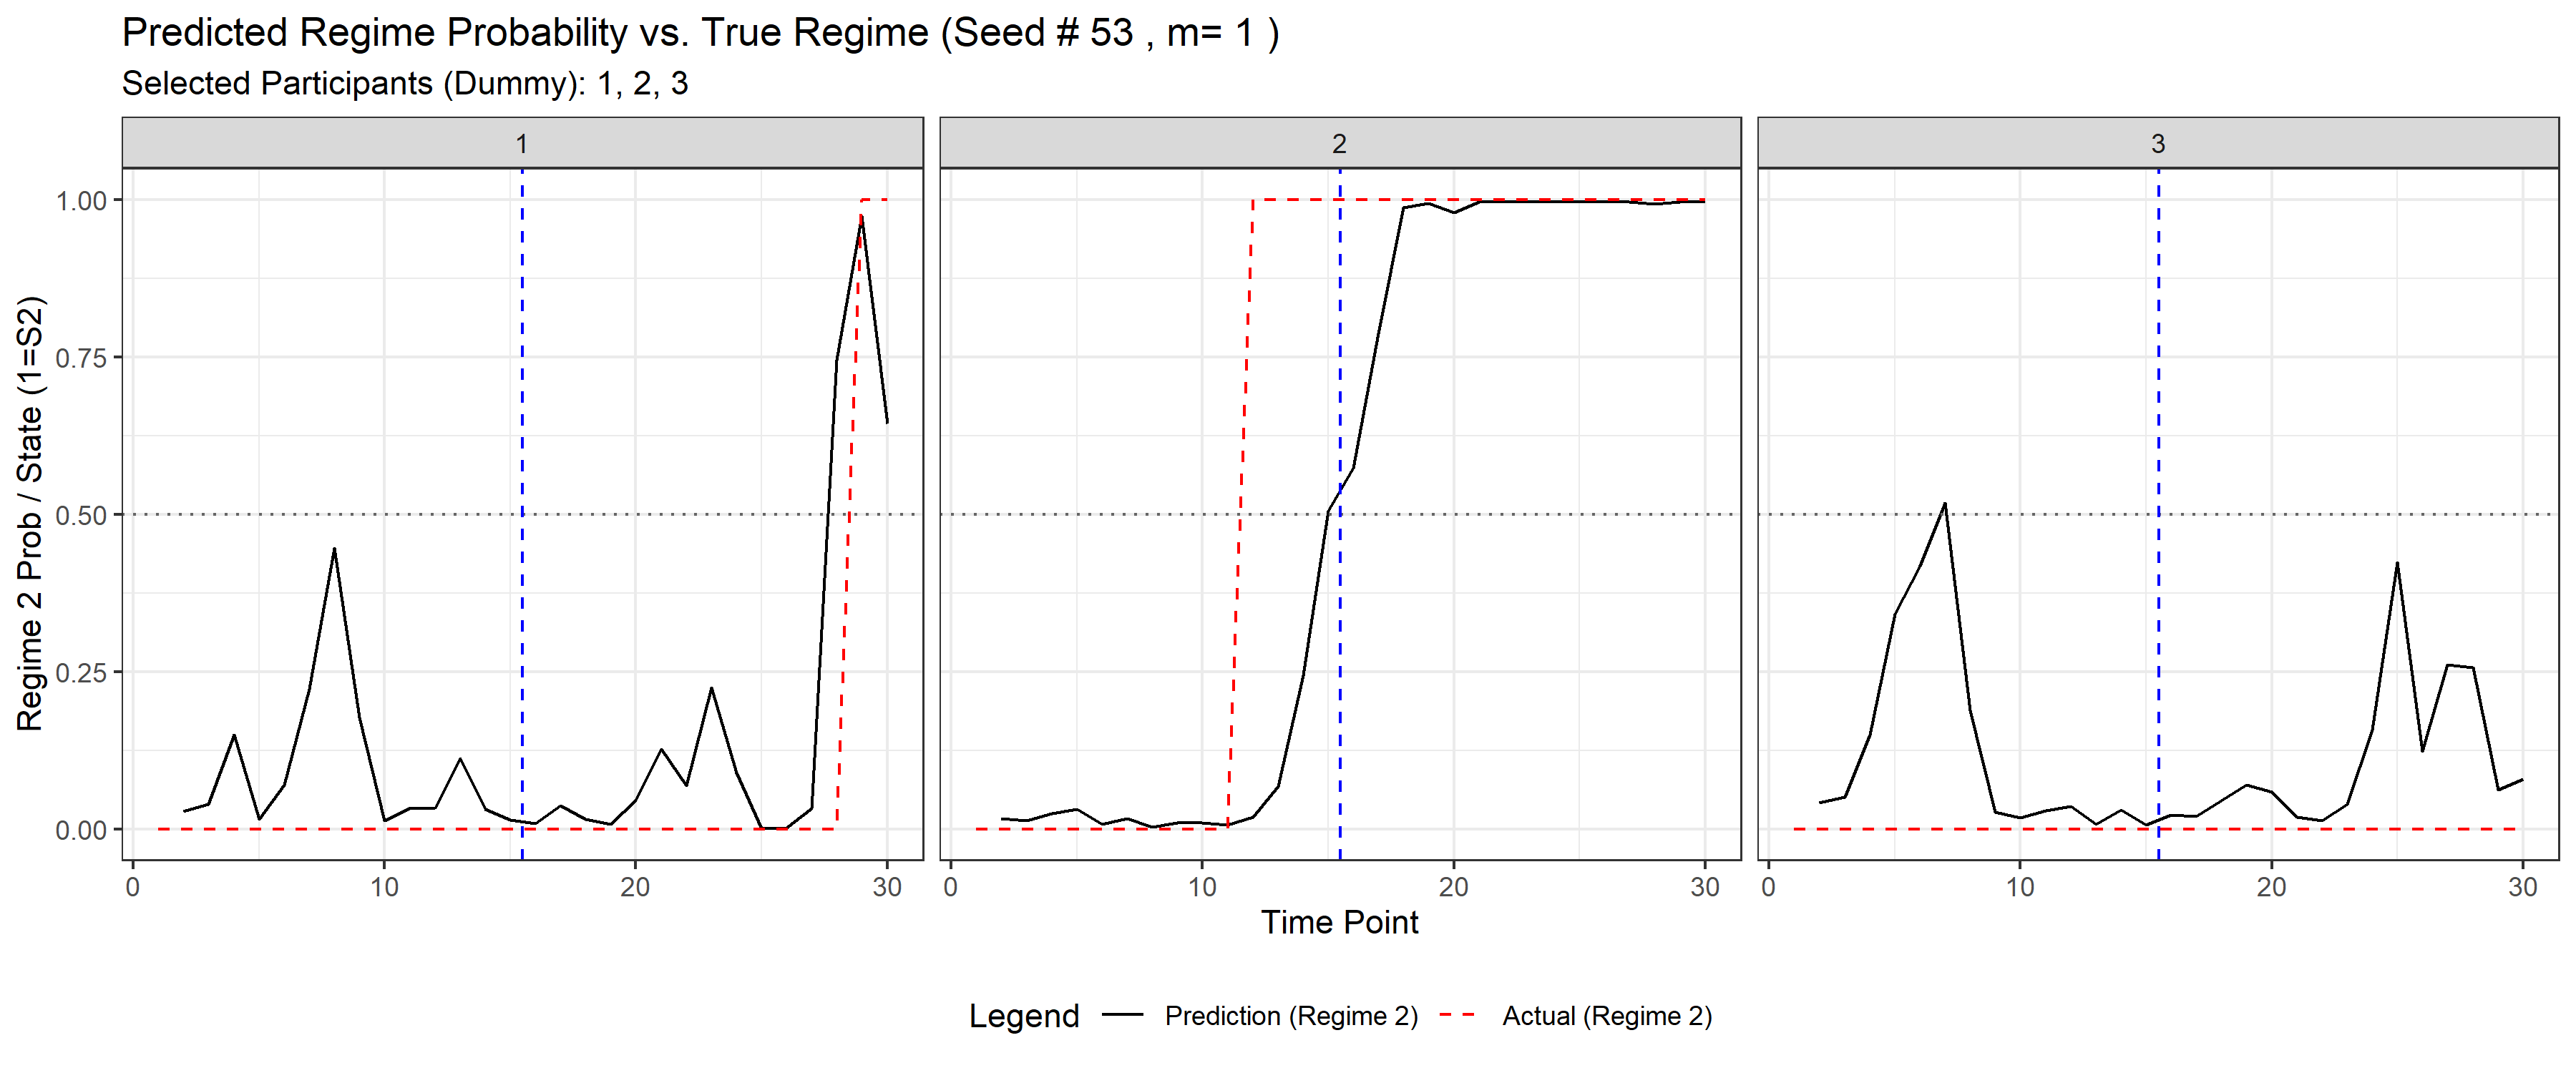 Predicted Regime Probability vs. True Regime (Seed # 53 , m= 1 )
Selected Participants (Dummy): 1, 2, 3
1 2 3
Regime 2 Prob / State (1=S2)
1.00
0.75
0.50
0.25
0.00
0 10 20 30 0 10 20 30 0 10 20 30
Time Point
Legend Prediction (Regime 2) Actual (Regime 2)